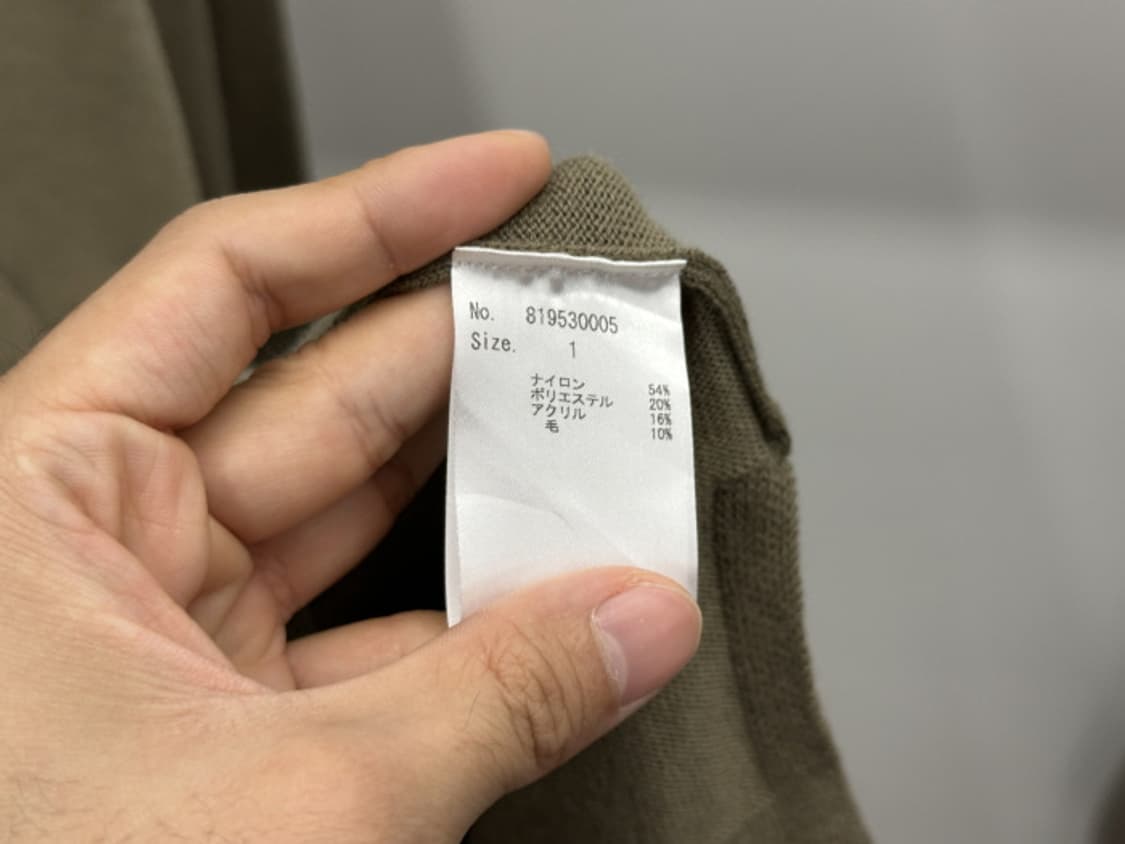 No. 819530005
Size. 1
ナイロン 54%
ポリエステル 20%
アクリル 16%
毛 10%